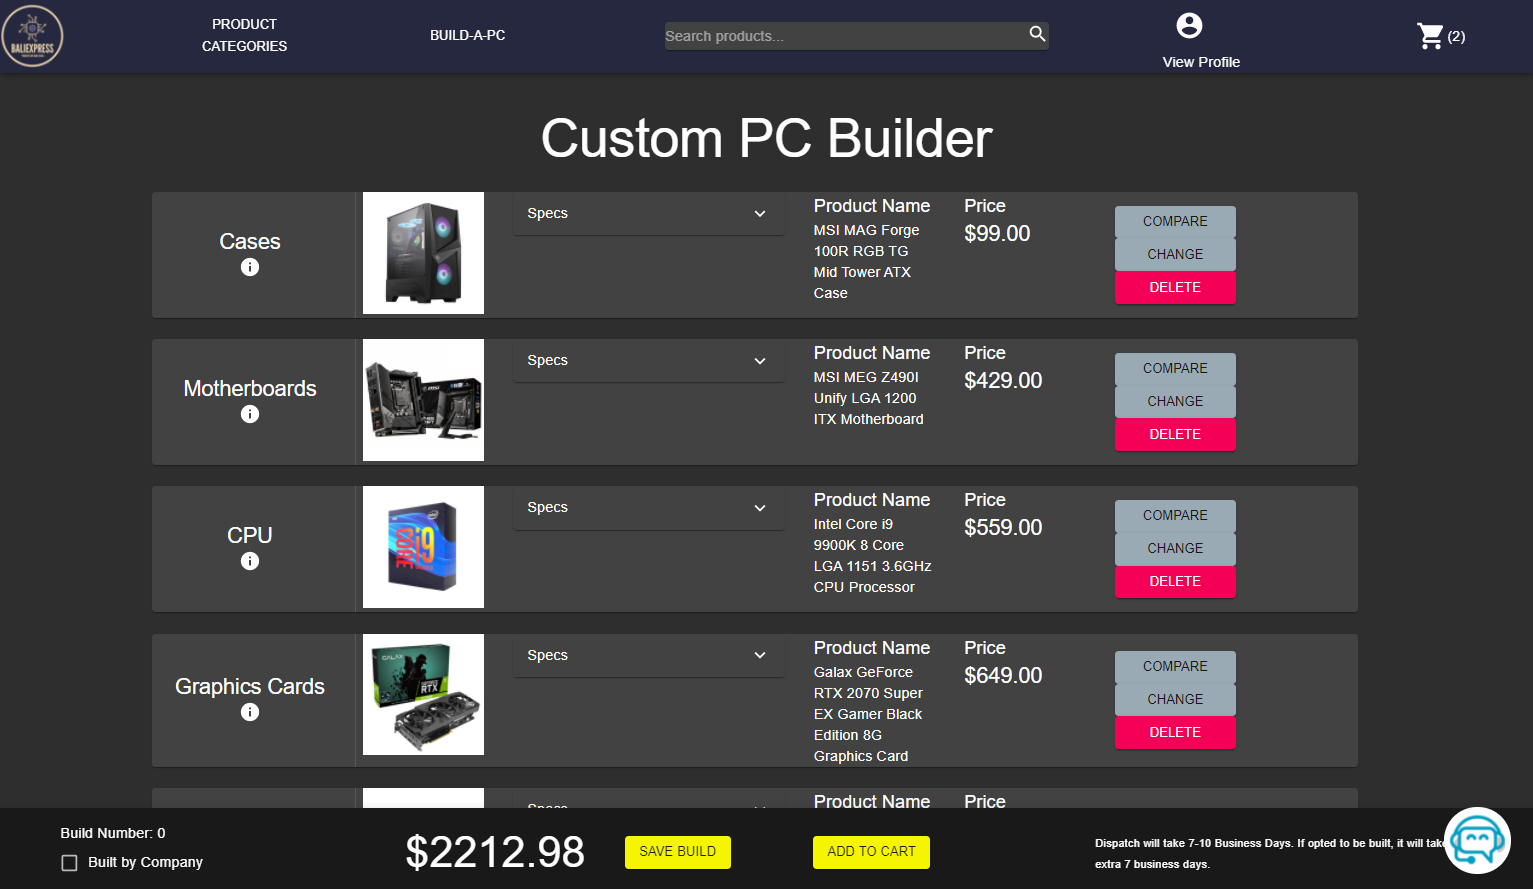 BALIEXPRESS
PRODUCT
CATEGORIES
BUILD-A-PC
Search products...
View Profile
(2)
Custom PC Builder
Cases
Specs
Product Name
MSI MAG Forge
100R RGB TG
Mid Tower ATX
Case
Price
$99.00
COMPARE
CHANGE
DELETE
Motherboards
Specs
Product Name
MSI MEG Z490I
Unify LGA 1200
ITX Motherboard
Price
$429.00
COMPARE
CHANGE
DELETE
CPU
intel
CORE
i9
Specs
Product Name
Intel Core i9
9900K 8 Core
LGA 1151 3.6GHz
CPU Processor
Price
$559.00
COMPARE
CHANGE
DELETE
Graphics Cards
GALAX
GEFORCE
RTX
Specs
Product Name
Galax GeForce
RTX 2070 Super
EX Gamer Black
Edition 8G
Graphics Card
Price
$649.00
COMPARE
CHANGE
DELETE
Specs
Product Name
Price
Build Number: 0
Built by Company
$2212.98
SAVE BUILD
ADD TO CART
Dispatch will take 7-10 Business Days. If opted to be built, it will take
extra 7 business days.